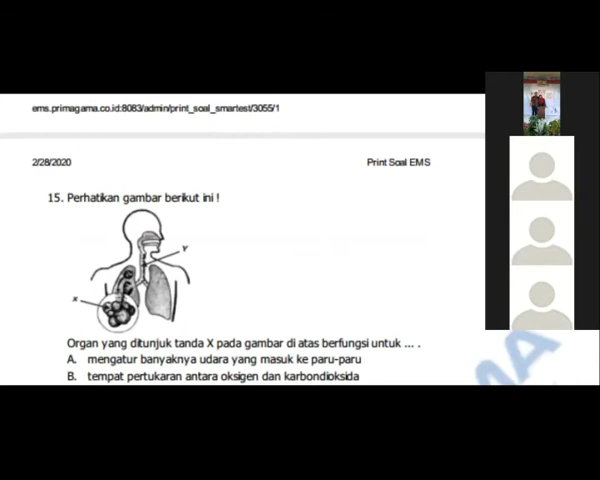 ems.primagama.co.id:8083/admin/print_soal_smartest/3055/1
2/28/2020
Print Soal EMS
15. Perhatikan gambar berikut ini !
Y
X
Organ yang ditunjuk tanda X pada gambar di atas berfungsi untuk ... .
A. mengatur banyaknya udara yang masuk ke paru-paru
B. tempat pertukaran antara oksigen dan karbondioksida
MA